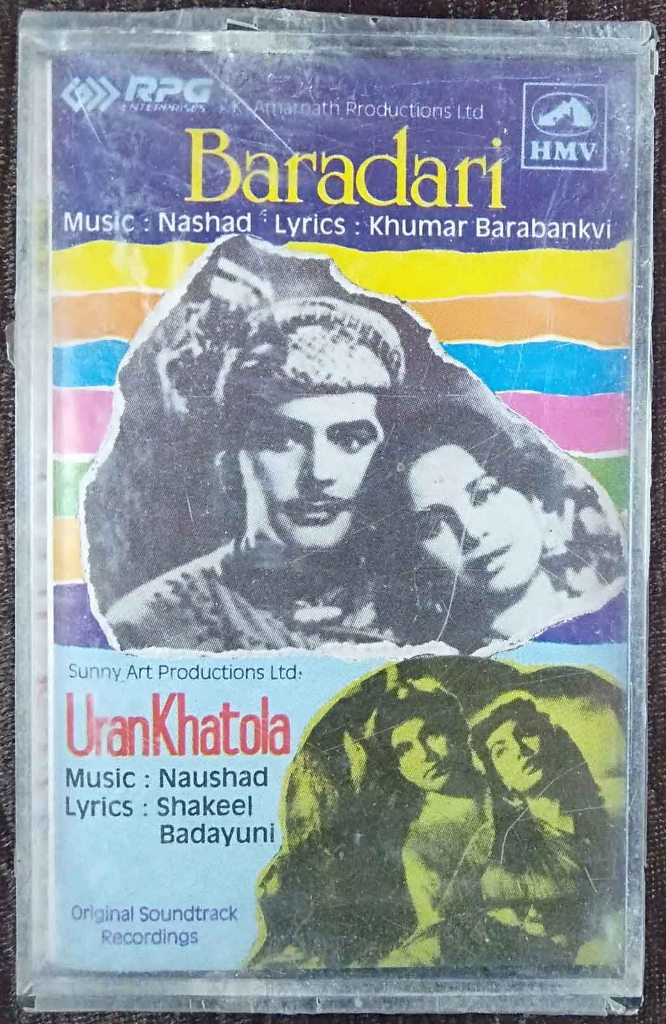 RPG
ENTERPRISES
K. Amarnath Productions Ltd
HMV
Baradari
Music : Nashad Lyrics : Khumar Barabankvi
Sunny Art Productions Ltd.
UranKhatola
Music : Naushad
Lyrics : Shakeel
Badayuni
Original Soundtrack
Recordings